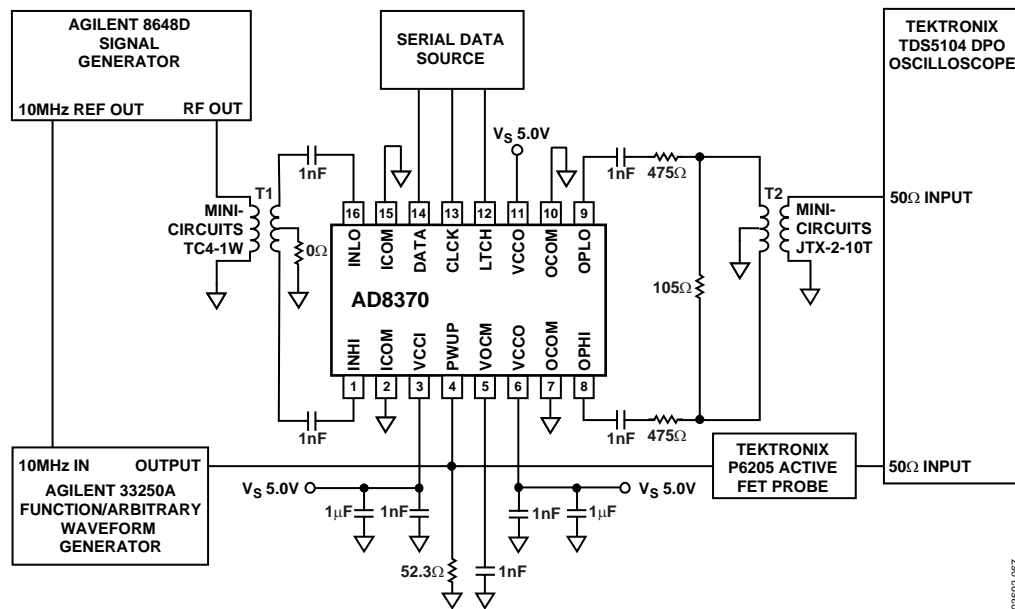 AGILENT 8648D
SIGNAL
GENERATOR
10MHz REF OUT
RF OUT
SERIAL DATA
SOURCE
TEKTRONIX
TDS5104 DPO
OSCILLOSCOPE
VS 5.0V
1nF
1nF
475Ω
T1
MINI-
CIRCUITS
TC4-1W
0Ω
16
15
14
13
12
11
10
9
INLO
ICOM
DATA
CLCK
LTCH
VCCO
OCOM
OPLO
T2
MINI-
CIRCUITS
JTX-2-10T
50Ω INPUT
105Ω
AD8370
INHI
ICOM
VCCI
PWUP
VOCM
VCCO
OCOM
OPHI
1
2
3
4
5
6
7
8
1nF
1nF
475Ω
10MHz IN
OUTPUT
AGILENT 33250A
FUNCTION/ARBITRARY
WAVEFORM
GENERATOR
TEKTRONIX
P6205 ACTIVE
FET PROBE
50Ω INPUT
VS 5.0V
VS 5.0V
1μF
1nF
1nF
1μF
52.3Ω
1nF
03692-067